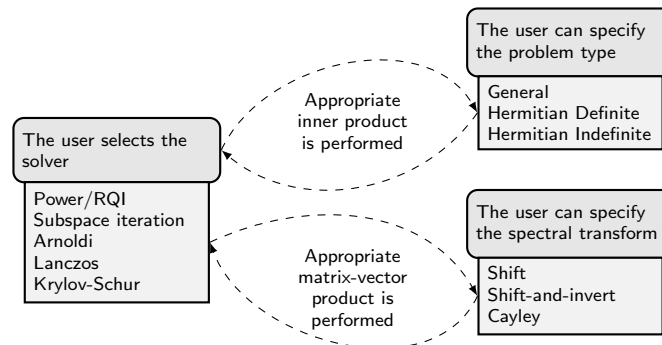 The user can specify
the problem type
General
Hermitian Definite
Hermitian Indefinite
Appropriate
inner product
is performed
The user selects the
solver
Power/RQI
Subspace iteration
Arnoldi
Lanczos
Krylov-Schur
The user can specify
the spectral transform
Shift
Shift-and-invert
Cayley
Appropriate
matrix-vector
product is
performed